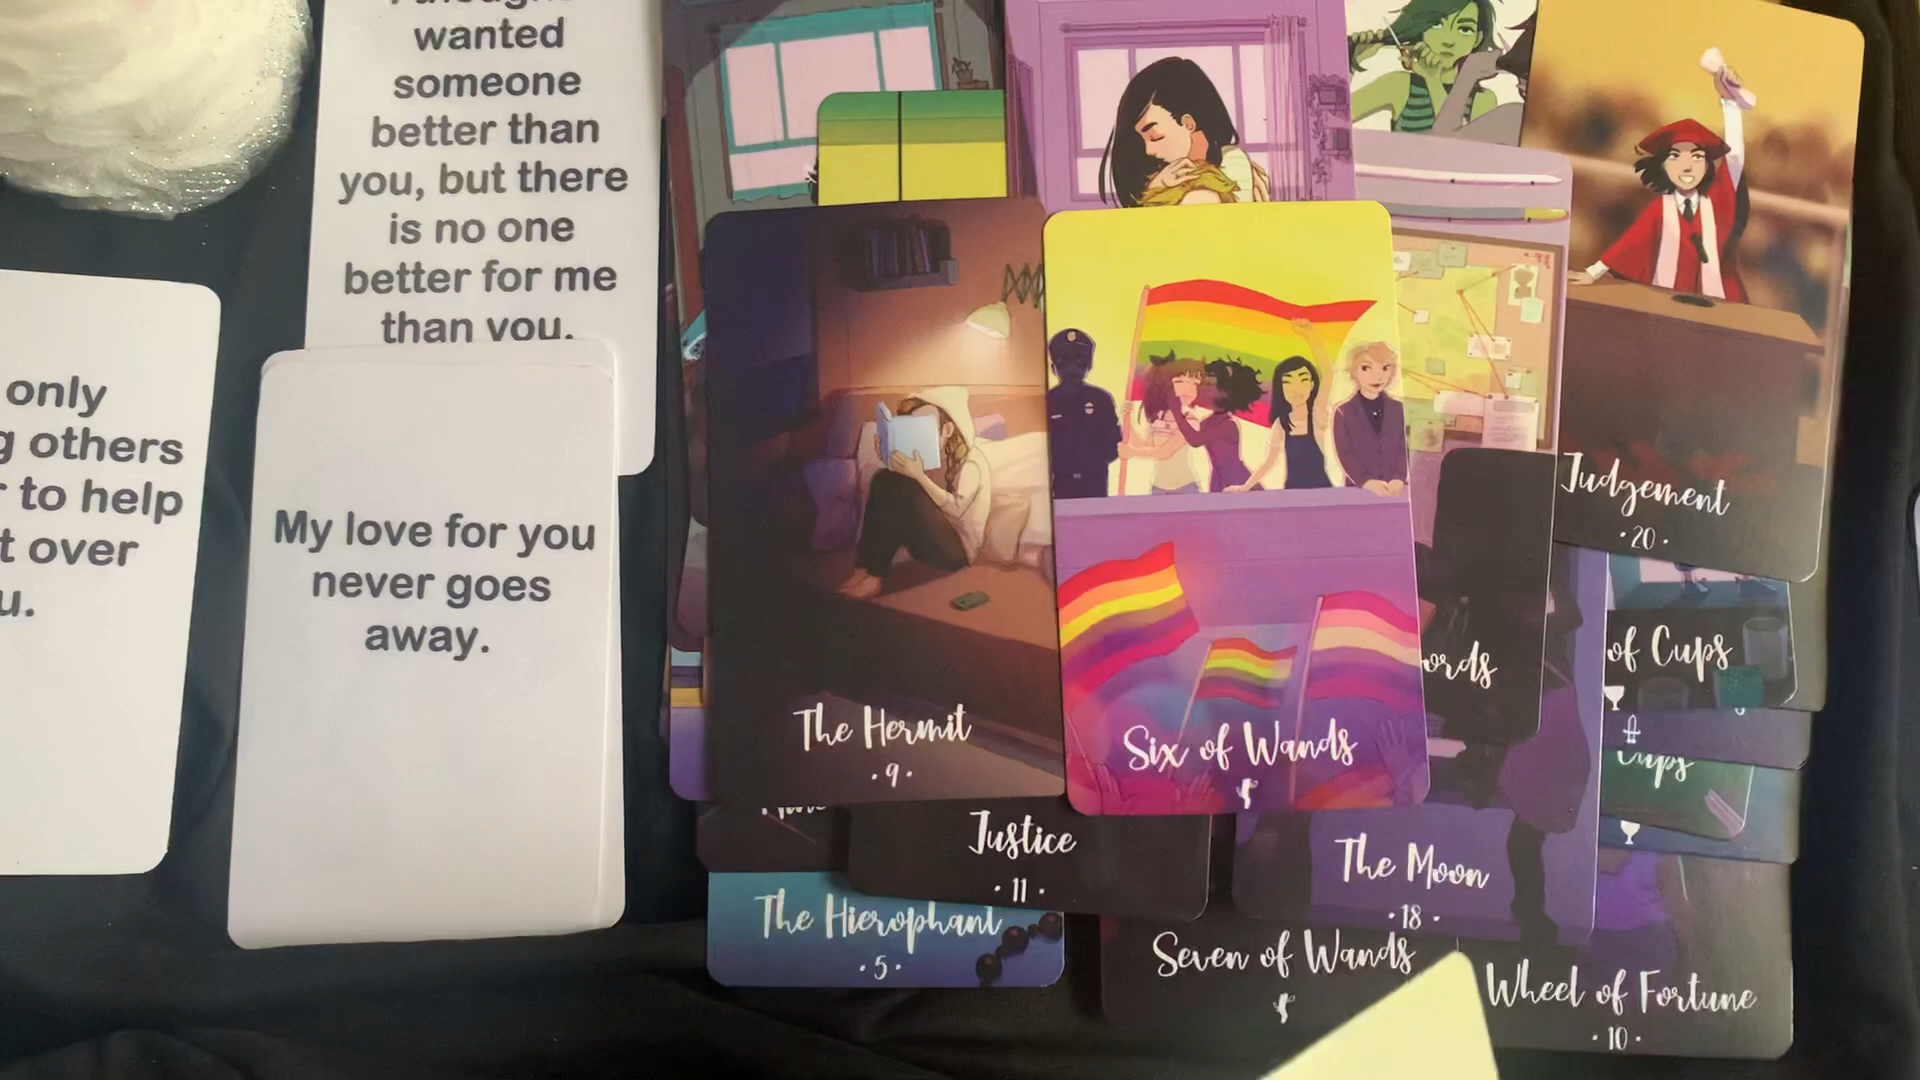 wanted
someone
better than
you, but there
is no one
better for me
than you.
only
others
to help
over
My love for you
never goes
away.
The Hermit
· 9 ·
Six of Wands
Judgement
· 20 ·
of Cups
Cups
Justice
· 11 ·
The Moon
· 18 ·
The Hierophant
· 5 ·
Seven of Wands
Wheel of Fortune
· 10 ·